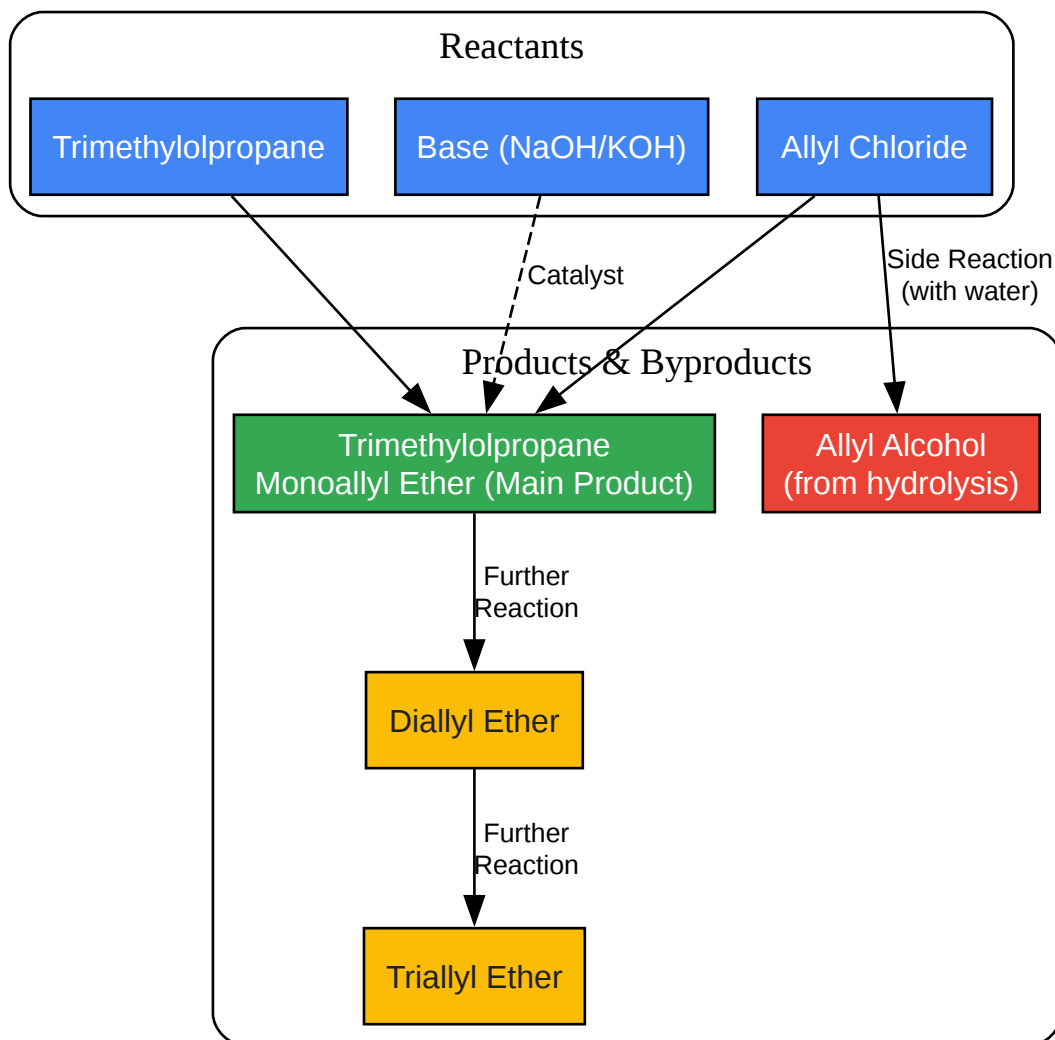 Reactants
Trimethylolpropane
Base (NaOH/KOH)
Allyl Chloride
Catalyst
Side Reaction
(with water)
Products & Byproducts
Trimethylolpropane
Monoallyl Ether (Main Product)
Allyl Alcohol
(from hydrolysis)
Further
Reaction
Diallyl Ether
Further
Reaction
Triallyl Ether